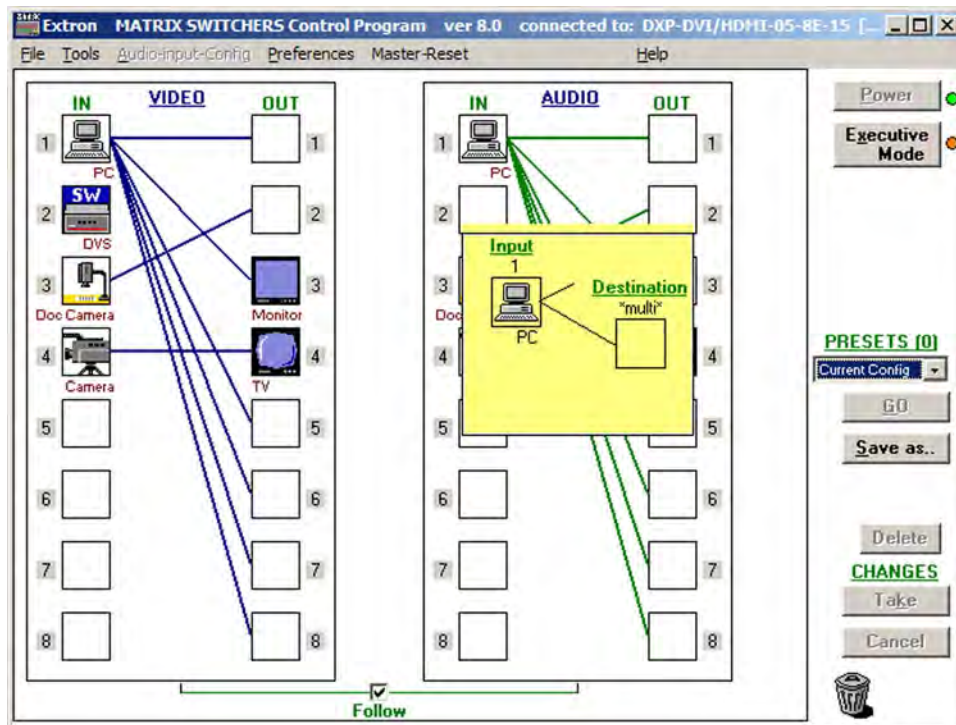 Extron MATRIX SWITCHERS Control Program ver 8.0 connected to: DXP-DVI/HDMI-05-8E-15 [...
File Tools Audio-input-Config Preferences Master-Reset Help
IN VIDEO OUT
1 PC 1
2 DVS 2
SW
3 Doc Camera Monitor 3
4 Camera TV 4
5 5
6 6
7 7
8 8
IN AUDIO OUT
1 PC 1
2 2
3 Doc 3
4 4
5 5
6 6
7 7
8 8
Input
1
PC
Destination
*multi*
Follow
Power
Executive
Mode
PRESETS (0)
Current Config
GO
Save as..
Delete
CHANGES
Take
Cancel